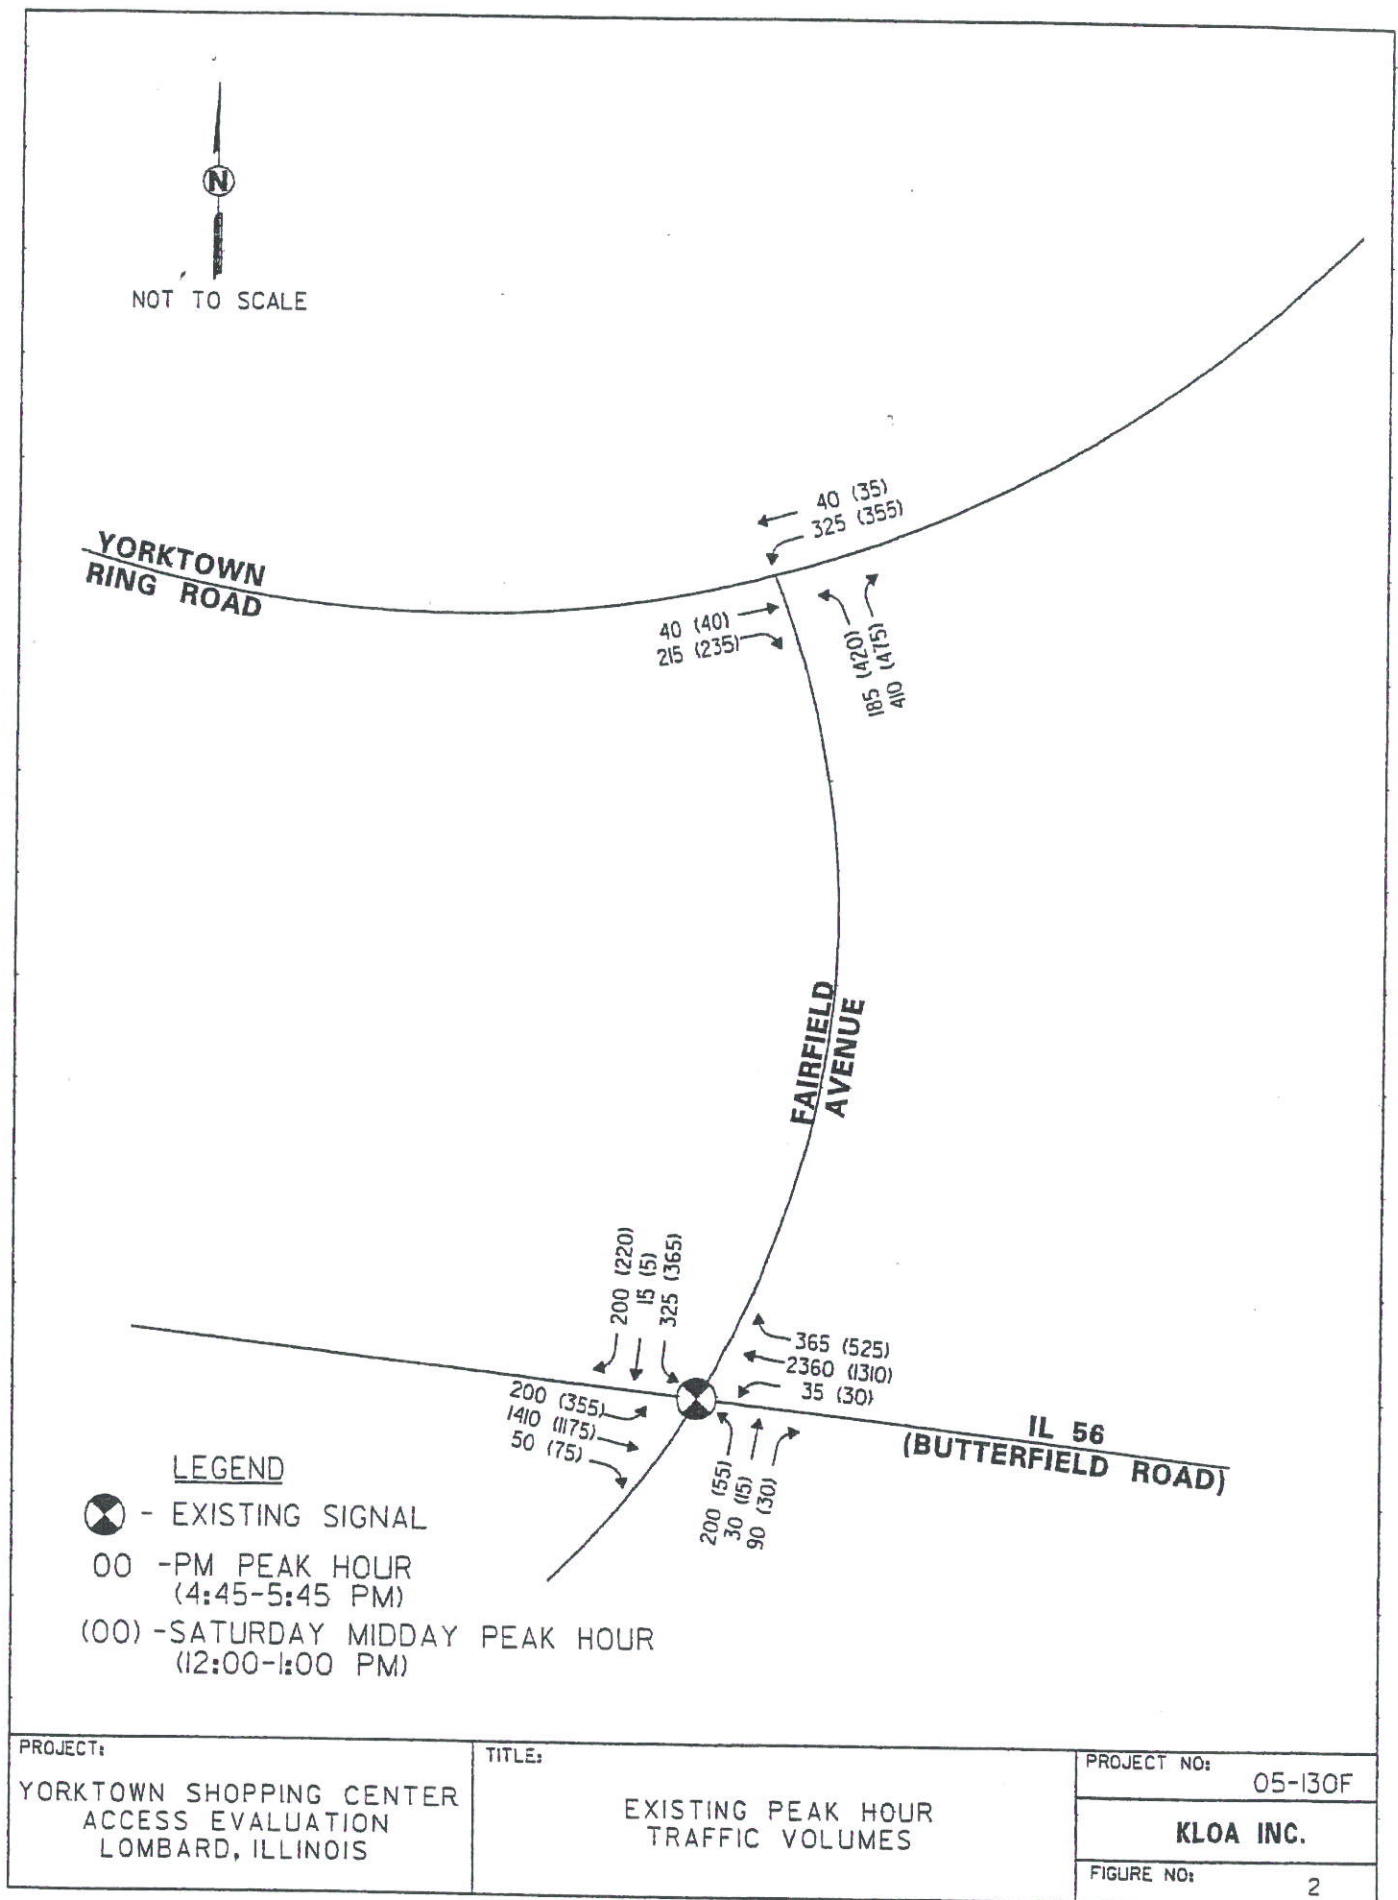 N
NOT TO SCALE
40 (35)
325 (355)
YORKTOWN
RING ROAD
40 (40)
215 (235)
185 (420)
410 (475)
FAIRFIELD
AVENUE
200 (220)
15 (5)
325 (365)
365 (525)
2360 (1310)
35 (30)
200 (355)
1410 (1175)
50 (75)
200 (55)
30 (15)
90 (30)
IL 56
(BUTTERFIELD ROAD)
LEGEND
- EXISTING SIGNAL
00 -PM PEAK HOUR
(4:45-5:45 PM)
(00) -SATURDAY MIDDAY PEAK HOUR
(12:00-1:00 PM)
PROJECT:
YORKTOWN SHOPPING CENTER
ACCESS EVALUATION
LOMBARD, ILLINOIS
TITLE:
EXISTING PEAK HOUR
TRAFFIC VOLUMES
PROJECT NO:
05-130F
KLOA INC.
FIGURE NO:
2